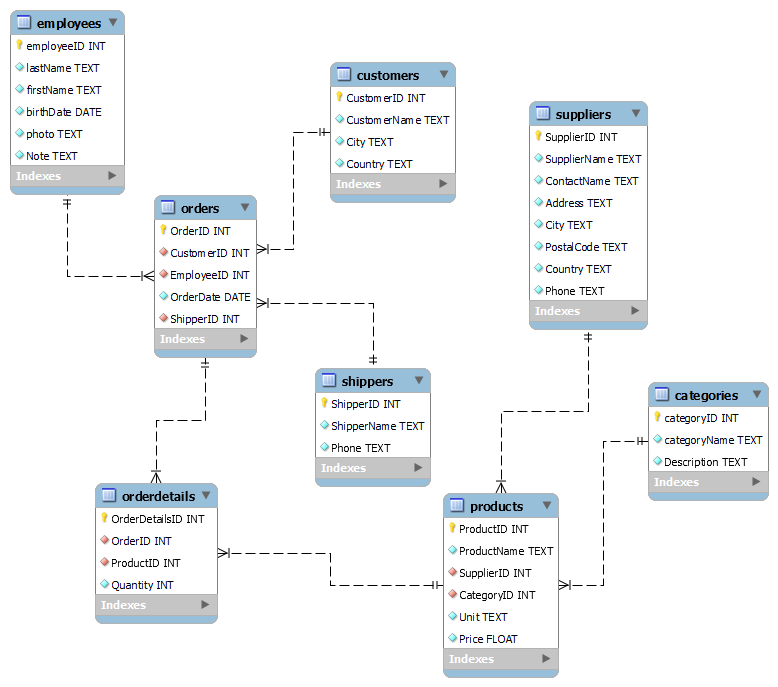 employees
employeeID INT
lastName TEXT
firstName TEXT
birthDate DATE
photo TEXT
Note TEXT
Indexes
customers
CustomerID INT
CustomerName TEXT
City TEXT
Country TEXT
Indexes
suppliers
SupplierID INT
SupplierName TEXT
ContactName TEXT
Address TEXT
City TEXT
PostalCode TEXT
Country TEXT
Phone TEXT
Indexes
orders
OrderID INT
CustomerID INT
EmployeeID INT
OrderDate DATE
ShipperID INT
Indexes
shippers
ShipperID INT
ShipperName TEXT
Phone TEXT
Indexes
categories
categoryID INT
categoryName TEXT
Description TEXT
Indexes
orderdetails
OrderDetailsID INT
OrderID INT
ProductID INT
Quantity INT
Indexes
products
ProductID INT
ProductName TEXT
SupplierID INT
CategoryID INT
Unit TEXT
Price FLOAT
Indexes